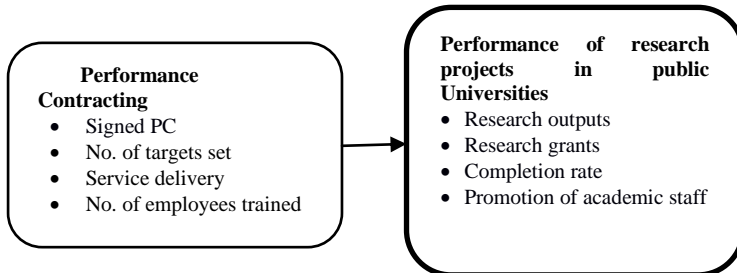 Performance
Contracting
• Signed PC
• No. of targets set
• Service delivery
• No. of employees trained
Performance of research
projects in public
Universities
• Research outputs
• Research grants
• Completion rate
• Promotion of academic staff